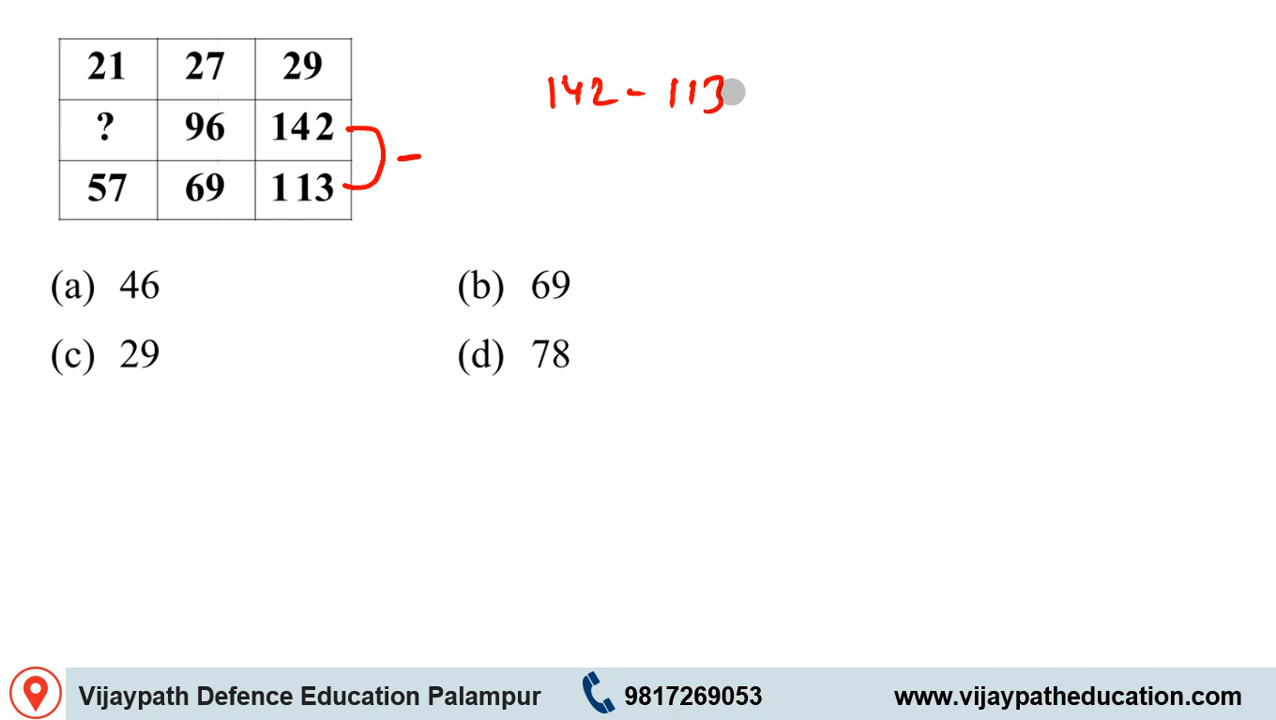 21 27 29
? 96 142
57 69 113
142 - 113
-
(a) 46 (b) 69
(c) 29 (d) 78
Vijaypath Defence Education Palampur 9817269053 www.vijaypatheducation.com